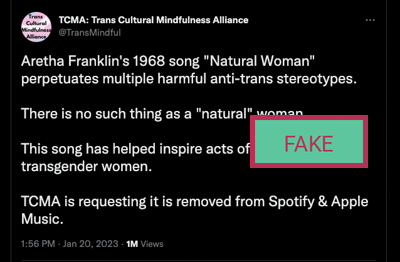 Trans
Cultural
Mindfulness
Alliance
TCMA: Trans Cultural Mindfulness Alliance
@TransMindful
Aretha Franklin's 1968 song "Natural Woman"
perpetuates multiple harmful anti-trans stereotypes.
There is no such thing as a "natural" woman
This song has helped inspire acts of
FAKE
transgender women.
TCMA is requesting it is removed from Spotify & Apple
Music.
1:56 PM · Jan 20, 2023 · 1M Views